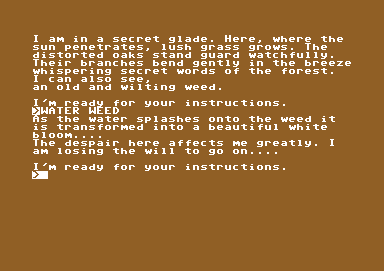 I am in a secret glade. Here, where the
sun penetrates, lush grass grows. The
distorted oaks stand guard watchfully.
Their branches bend gently in the breeze
whispering secret words of the forest.
I can also see,
an old and wilting weed.
I'm ready for your instructions.
>WATER WEED
As the water splashes onto the weed it
is transformed into a beautiful white
bloom....
The despair here affects me greatly. I
am losing the will to go on....
I'm ready for your instructions.
>